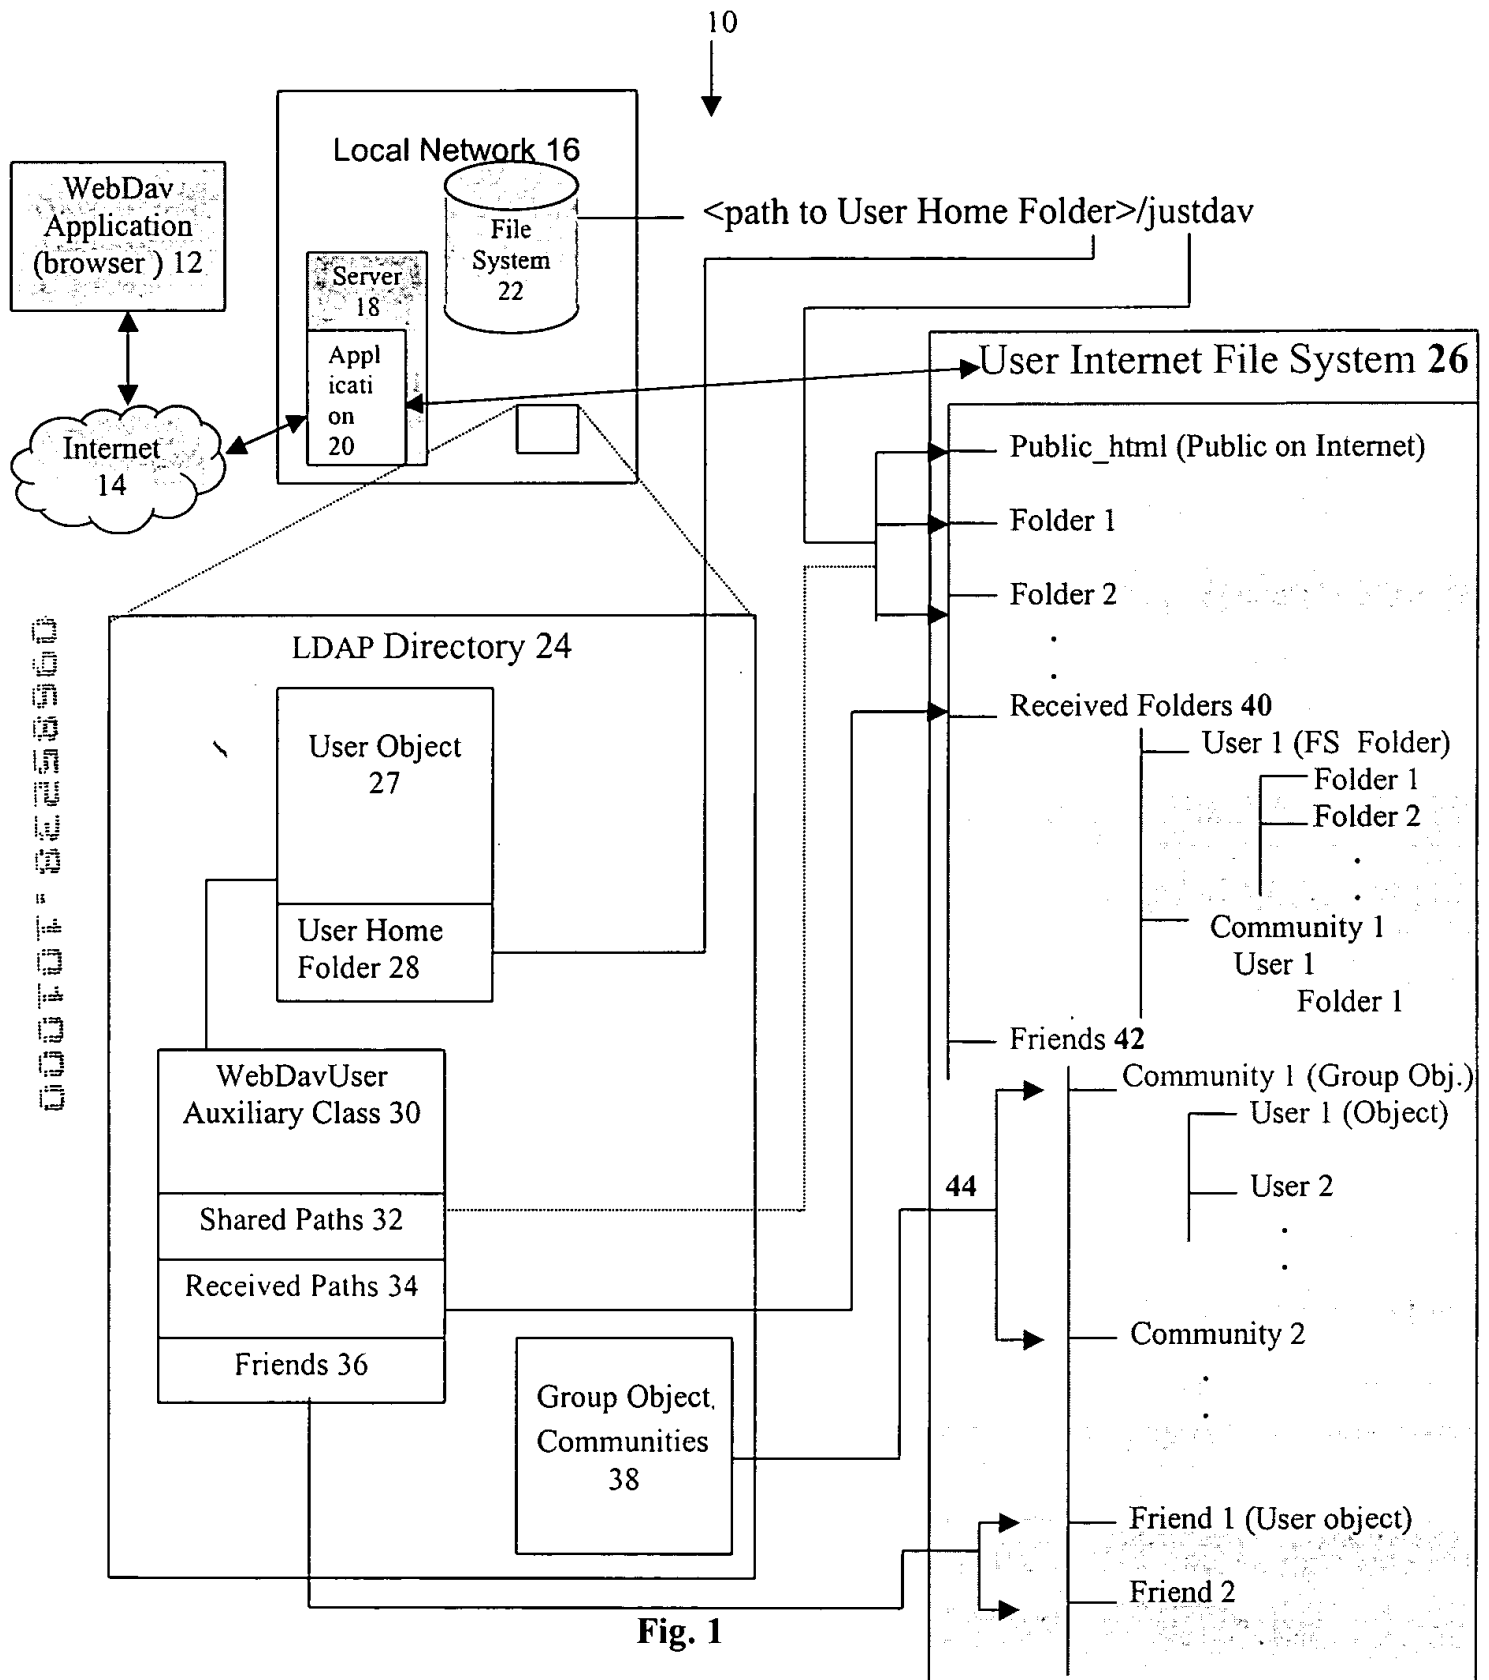 10
Local Network 16
WebDav
Application
(browser ) 12
File
System
22
<path to User Home Folder>/justdav
Server
18
Appl
icati
on
20
Internet
14
User Internet File System 26
Public_html (Public on Internet)
Folder 1
Folder 2
.
.
Received Folders 40
User 1 (FS Folder)
Folder 1
Folder 2
.
.
Community 1
User 1
Folder 1
Friends 42
Community 1 (Group Obj.)
User 1 (Object)
44
User 2
.
.
Community 2
.
.
Friend 1 (User object)
Friend 2
LDAP Directory 24
User Object
27
User Home
Folder 28
WebDavUser
Auxiliary Class 30
Shared Paths 32
Received Paths 34
Friends 36
Group Object,
Communities
38
09685238.101000
Fig. 1